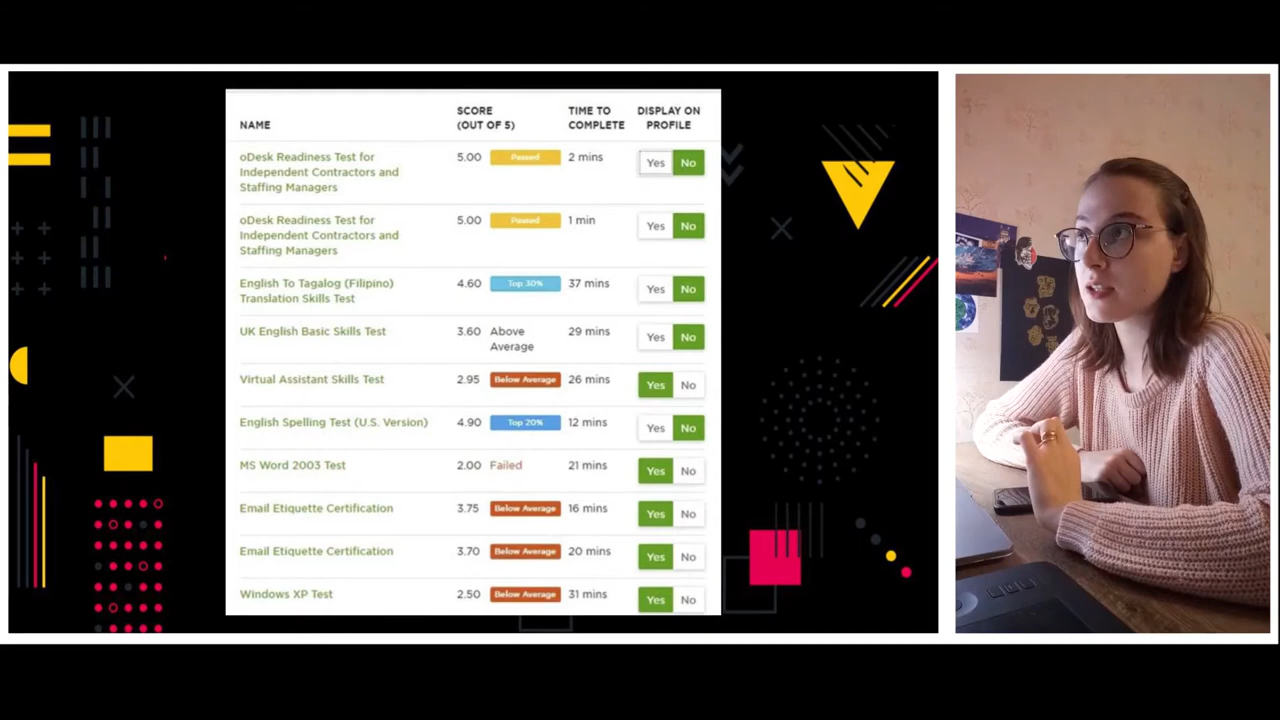 NAME
SCORE
(OUT OF 5)
TIME TO
COMPLETE
DISPLAY ON
PROFILE
oDesk Readiness Test for
Independent Contractors and
Staffing Managers
5.00 Passed 2 mins Yes No
oDesk Readiness Test for
Independent Contractors and
Staffing Managers
5.00 Passed 1 min Yes No
English To Tagalog (Filipino)
Translation Skills Test
4.60 Top 30% 37 mins Yes No
UK English Basic Skills Test
3.60 Above
Average
29 mins Yes No
Virtual Assistant Skills Test 2.95 Below Average 26 mins Yes No
English Spelling Test (U.S. Version) 4.90 Top 20% 12 mins Yes No
MS Word 2003 Test 2.00 Failed 21 mins Yes No
Email Etiquette Certification 3.75 Below Average 16 mins Yes No
Email Etiquette Certification 3.70 Below Average 20 mins Yes No
Windows XP Test 2.50 Below Average 31 mins Yes No